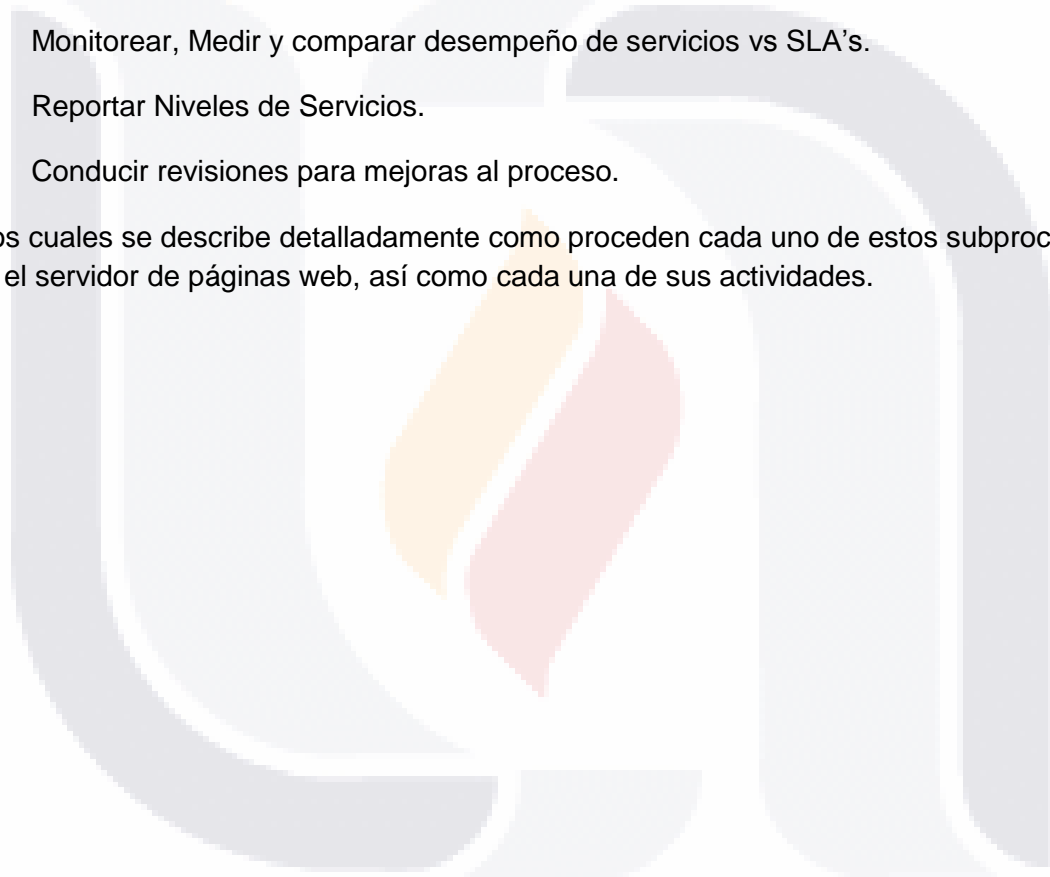 Monitorear, Medir y comparar desempeño de servicios vs SLA's.
Reportar Niveles de Servicios.
Conducir revisiones para mejoras al proceso.
os cuales se describe detalladamente como proceden cada uno de estos subproc
el servidor de páginas web, así como cada una de sus actividades.